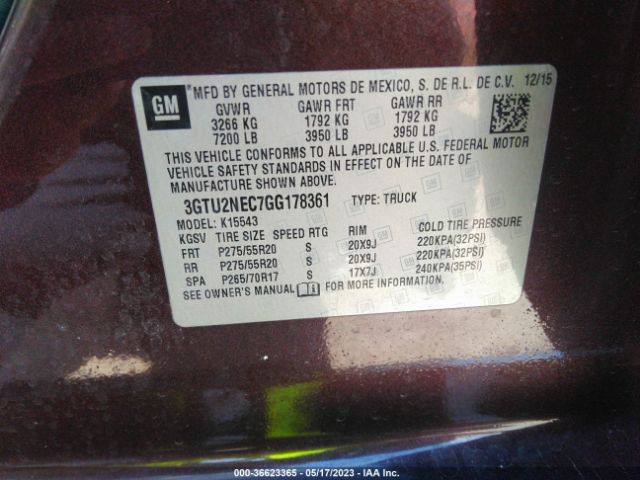 GM
MFD BY GENERAL MOTORS DE MEXICO, S. DE R.L. DE C.V. 12/15
GVWR GAWR FRT GAWR RR
3266 KG 1792 KG 1792 KG
7200 LB 3950 LB 3950 LB
THIS VEHICLE CONFORMS TO ALL APPLICABLE U.S. FEDERAL MOTOR
VEHICLE SAFETY STANDARDS IN EFFECT ON THE DATE OF
MANUFACTURE SHOWN ABOVE.
3GTU2NEC7GG178361 TYPE: TRUCK
MODEL: K15543
KGSV TIRE SIZE SPEED RTG RIM COLD TIRE PRESSURE
FRT P275/55R20 S 20X9J 220KPA(32PSI)
RR P275/55R20 S 20X9J 220KPA(32PSI)
SPA P265/70R17 S 17X7J 240KPA(35PSI)
SEE OWNER'S MANUAL FOR MORE INFORMATION.
000-36623365 - 05/17/2023 - IAA Inc.